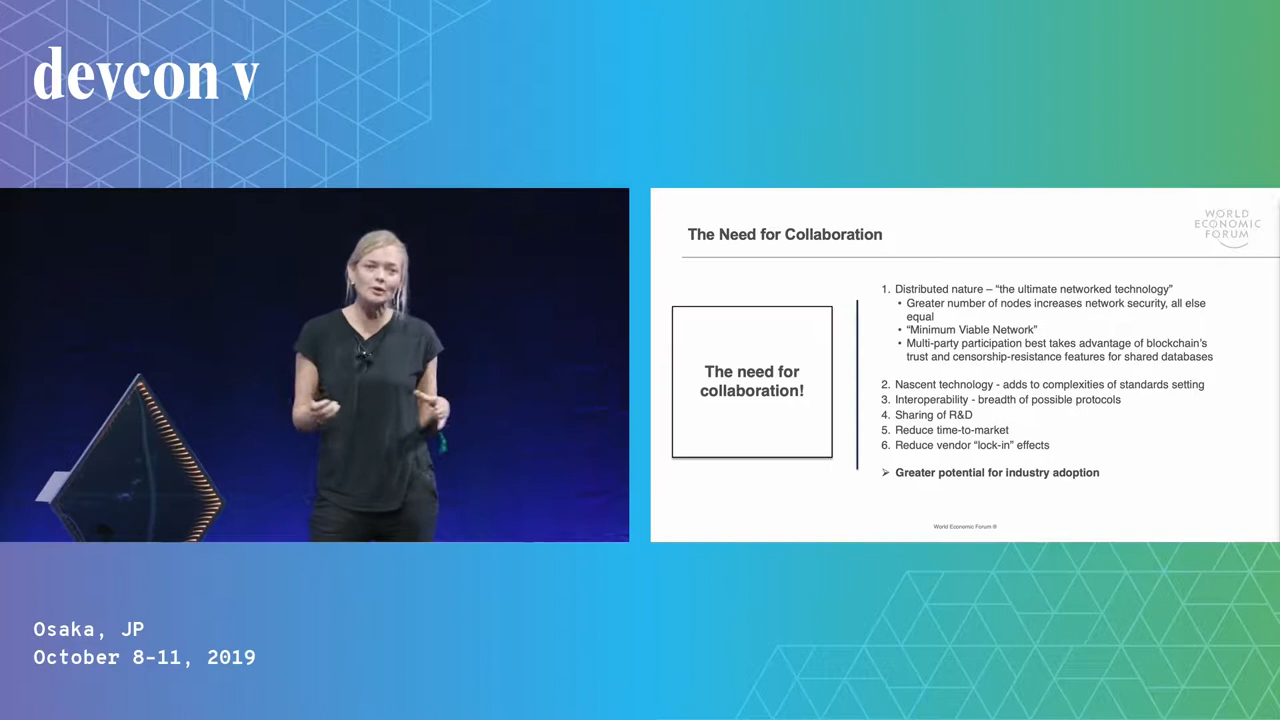 devcon v
WORLD
ECONOMIC
FORUM
The Need for Collaboration
The need for
collaboration!
1. Distributed nature – “the ultimate networked technology”
• Greater number of nodes increases network security, all else
equal
• “Minimum Viable Network”
• Multi-party participation best takes advantage of blockchain’s
trust and censorship-resistance features for shared databases
2. Nascent technology - adds to complexities of standards setting
3. Interoperability - breadth of possible protocols
4. Sharing of R&D
5. Reduce time-to-market
6. Reduce vendor “lock-in” effects
➢ Greater potential for industry adoption
World Economic Forum ®
Osaka, JP
October 8-11, 2019